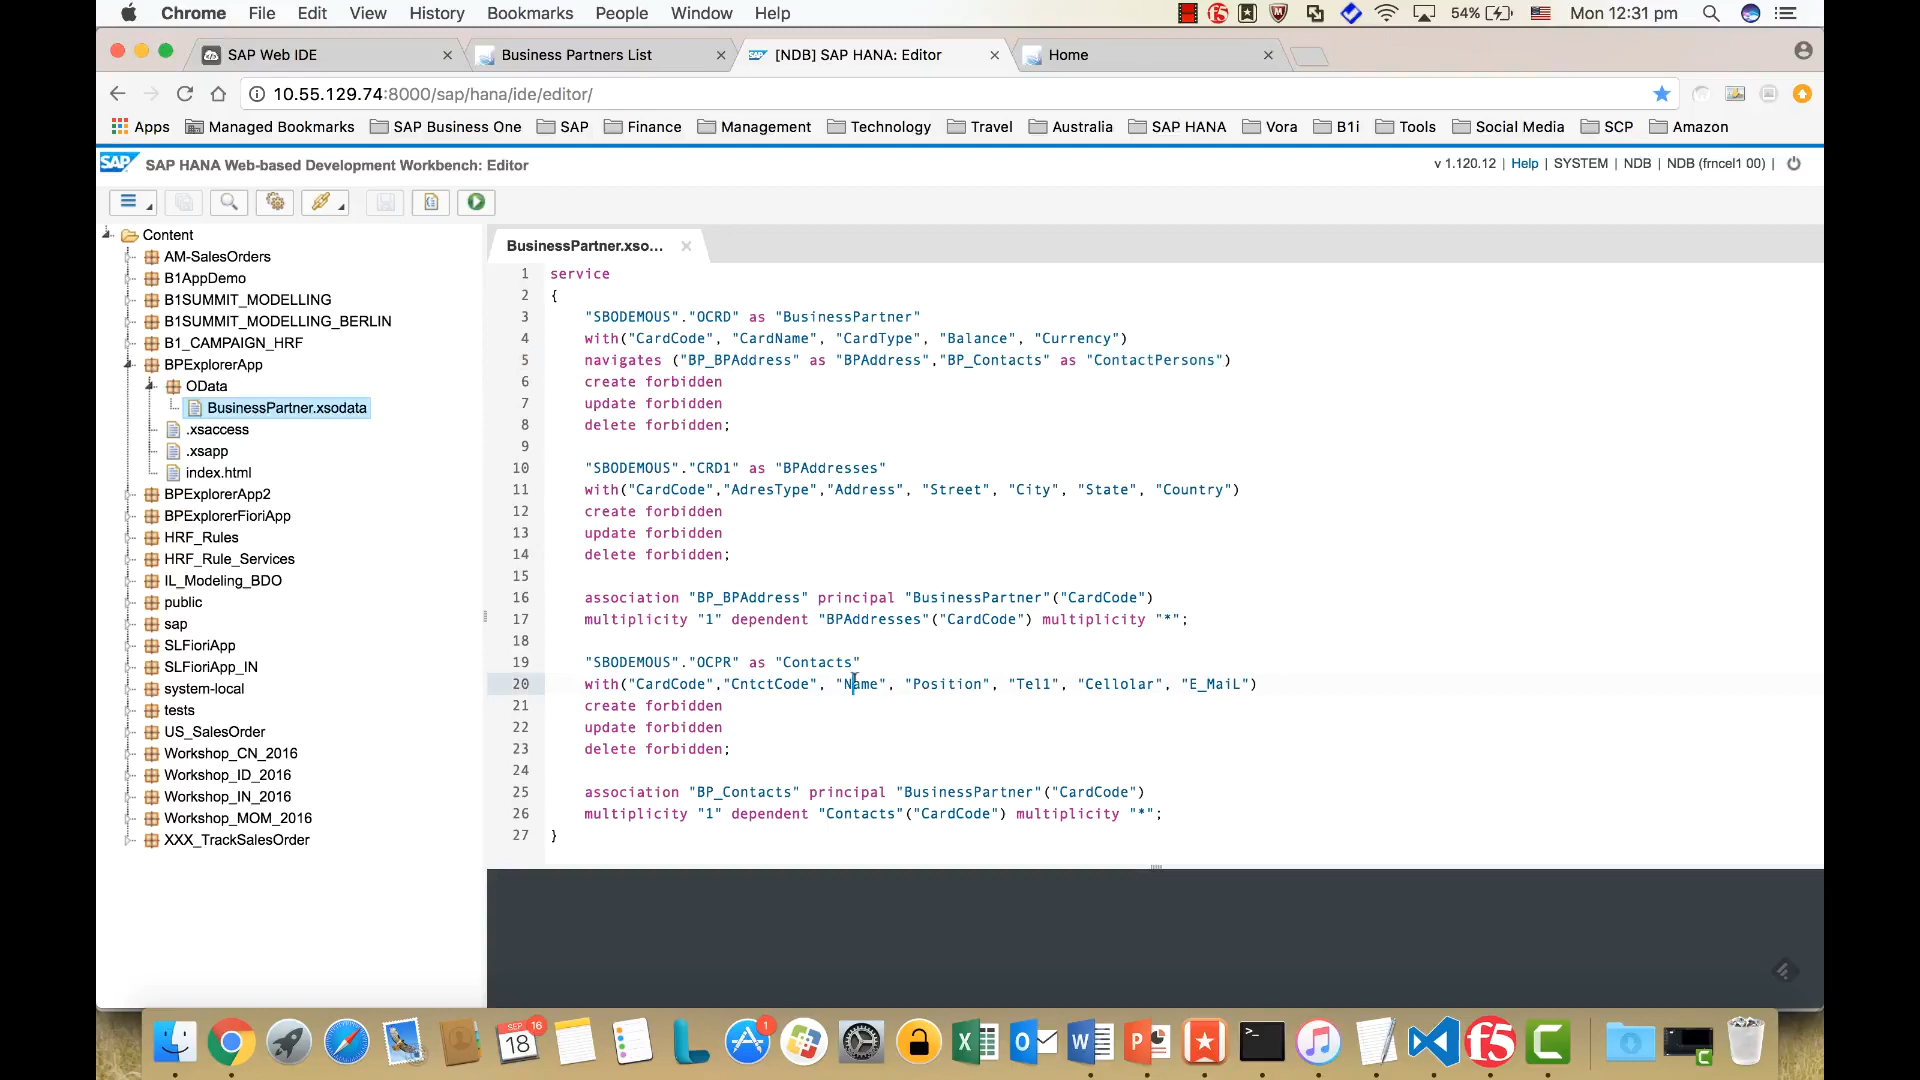 Chrome File Edit View History Bookmarks People Window Help 54% Mon 12:31 pm
SAP Web IDE Business Partners List [NDB] SAP HANA: Editor Home
10.55.129.74:8000/sap/hana/ide/editor/
Apps Managed Bookmarks SAP Business One SAP Finance Management Technology Travel Australia SAP HANA Vora B1i Tools Social Media SCP Amazon
SAP SAP HANA Web-based Development Workbench: Editor v 1.120.12 | Help | SYSTEM | NDB | NDB (frncel1 00) |
Content
AM-SalesOrders
B1AppDemo
B1SUMMIT_MODELLING
B1SUMMIT_MODELLING_BERLIN
B1_CAMPAIGN_HRF
BPExplorerApp
OData
BusinessPartner.xsodata
.xsaccess
.xsapp
index.html
BPExplorerApp2
BPExplorerFioriApp
HRF_Rules
HRF_Rule_Services
IL_Modeling_BDO
public
sap
SLFioriApp
SLFioriApp_IN
system-local
tests
US_SalesOrder
Workshop_CN_2016
Workshop_ID_2016
Workshop_IN_2016
Workshop_MOM_2016
XXX_TrackSalesOrder
BusinessPartner.xso...
1 service
2 {
3 "SBODEMOUS"."OCRD" as "BusinessPartner"
4 with("CardCode", "CardName", "CardType", "Balance", "Currency")
5 navigates ("BP_BPAddress" as "BPAddress","BP_Contacts" as "ContactPersons")
6 create forbidden
7 update forbidden
8 delete forbidden;
9
10 "SBODEMOUS"."CRD1" as "BPAddresses"
11 with("CardCode","AdresType","Address", "Street", "City", "State", "Country")
12 create forbidden
13 update forbidden
14 delete forbidden;
15
16 association "BP_BPAddress" principal "BusinessPartner"("CardCode")
17 multiplicity "1" dependent "BPAddresses"("CardCode") multiplicity "*";
18
19 "SBODEMOUS"."OCPR" as "Contacts"
20 with("CardCode","CntctCode", "Name", "Position", "Tel1", "Cellolar", "E_MaiL")
21 create forbidden
22 update forbidden
23 delete forbidden;
24
25 association "BP_Contacts" principal "BusinessPartner"("CardCode")
26 multiplicity "1" dependent "Contacts"("CardCode") multiplicity "*";
27 }
SEP 18 16 1 f5